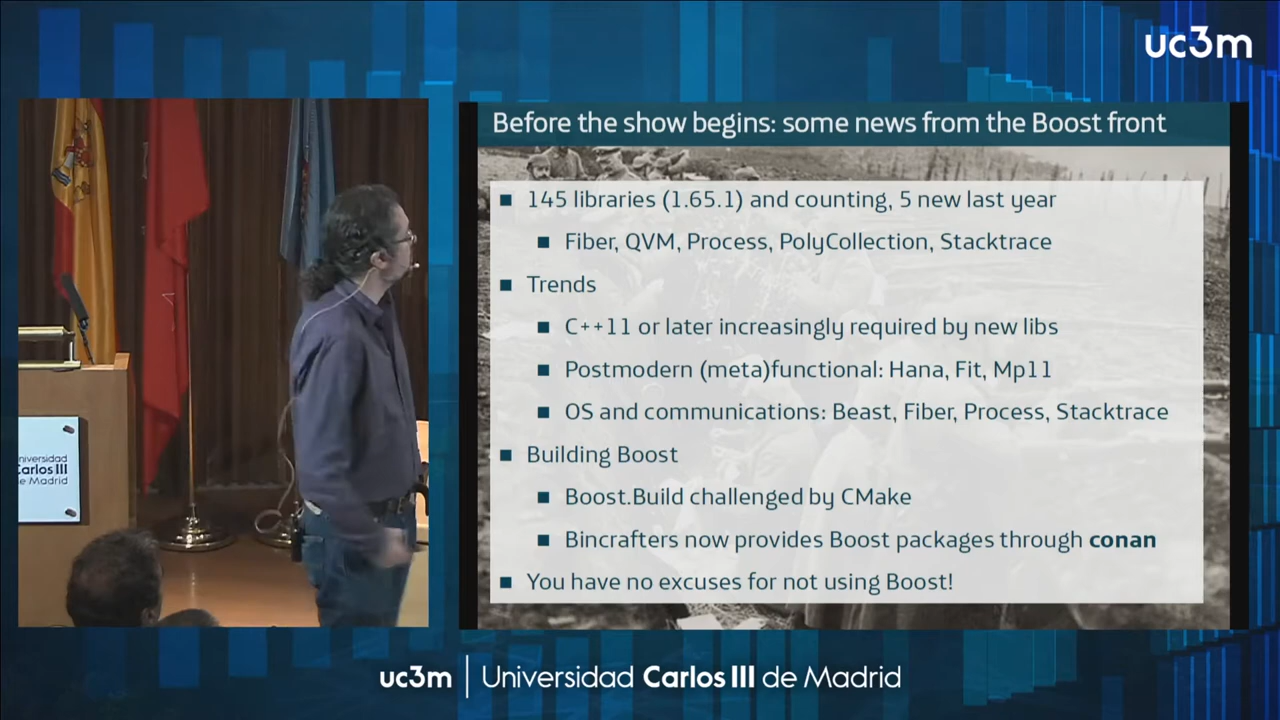 uc3m
Before the show begins: some news from the Boost front
145 libraries (1.65.1) and counting, 5 new last year
Fiber, QVM, Process, PolyCollection, Stacktrace
Trends
C++11 or later increasingly required by new libs
Postmodern (meta)functional: Hana, Fit, Mp11
OS and communications: Beast, Fiber, Process, Stacktrace
Building Boost
Boost.Build challenged by CMake
Bincrafters now provides Boost packages through conan
You have no excuses for not using Boost!
Carlos III
de Madrid
uc3m | Universidad Carlos III de Madrid